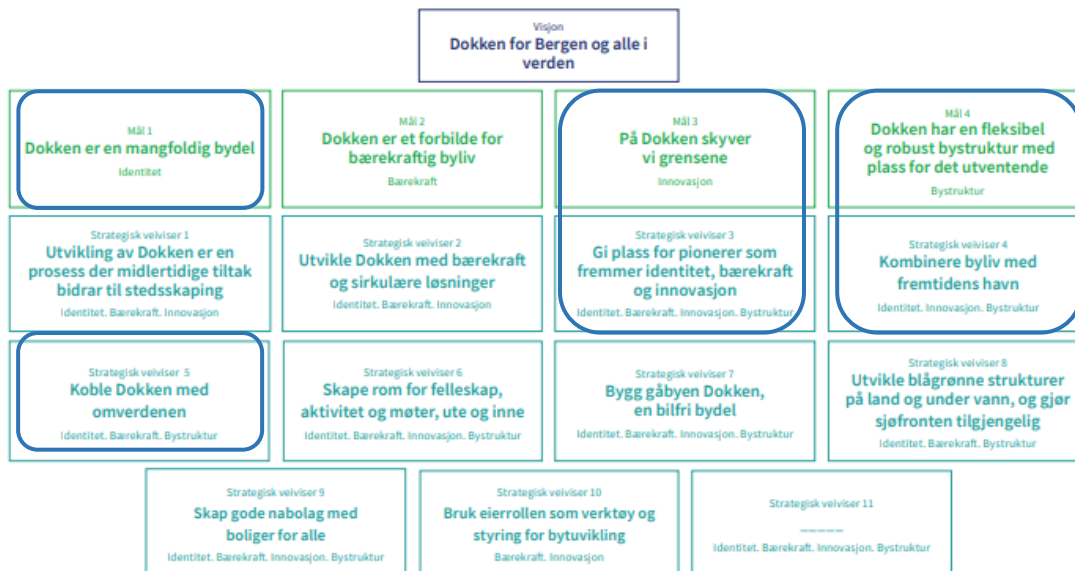 Visjon
Dokken for Bergen og alle i
verden
Mål 1
Dokken er en mangfoldig bydel
Identitet
Mål 2
Dokken er et forbilde for
bærekraftig byliv
Bærekraft
Mål 3
På Dokken skyver
vi grensene
Innovasjon
Mål 4
Dokken har en fleksibel
og robust bystruktur med
plass for det utventende
Bystruktur
Strategisk veiviser 1
Utvikling av Dokken er en
prosess der midlertidige tiltak
bidrar til stedsskaping
Identitet. Bærekraft. Innovasjon
Strategisk veiviser 2
Utvikle Dokken med bærekraft
og sirkulære løsninger
Identitet. Bærekraft. Innovasjon
Strategisk veiviser 3
Gi plass for pionerer som
fremmer identitet, bærekraft
og innovasjon
Identitet. Bærekraft. Innovasjon. Bystruktur
Strategisk veiviser 4
Kombinere byliv med
fremtidens havn
Identitet. Innovasjon. Bystruktur
Strategisk veiviser 5
Koble Dokken med
omverdenen
Identitet. Bærekraft. Bystruktur
Strategisk veiviser 6
Skape rom for felleskap,
aktivitet og møter, ute og inne
Identitet. Bærekraft. Innovasjon. Bystruktur
Strategisk veiviser 7
Bygg gåbyen Dokken,
en bilfri bydel
Identitet. Bærekraft. Innovasjon. Bystruktur
Strategisk veiviser 8
Utvikle blågrønne strukturer
på land og under vann, og gjør
sjøfronten tilgjengelig
Identitet. Bærekraft. Innovasjon. Bystruktur
Strategisk veiviser 9
Skap gode nabolag med
boliger for alle
Identitet. Bærekraft. Innovasjon. Bystruktur
Strategisk veiviser 10
Bruk eierrollen som verktøy og
styring for bytuvikling
Bærekraft. Innovasjon
Strategisk veiviser 11
_____
Identitet. Bærekraft. Innovasjon. Bystruktur